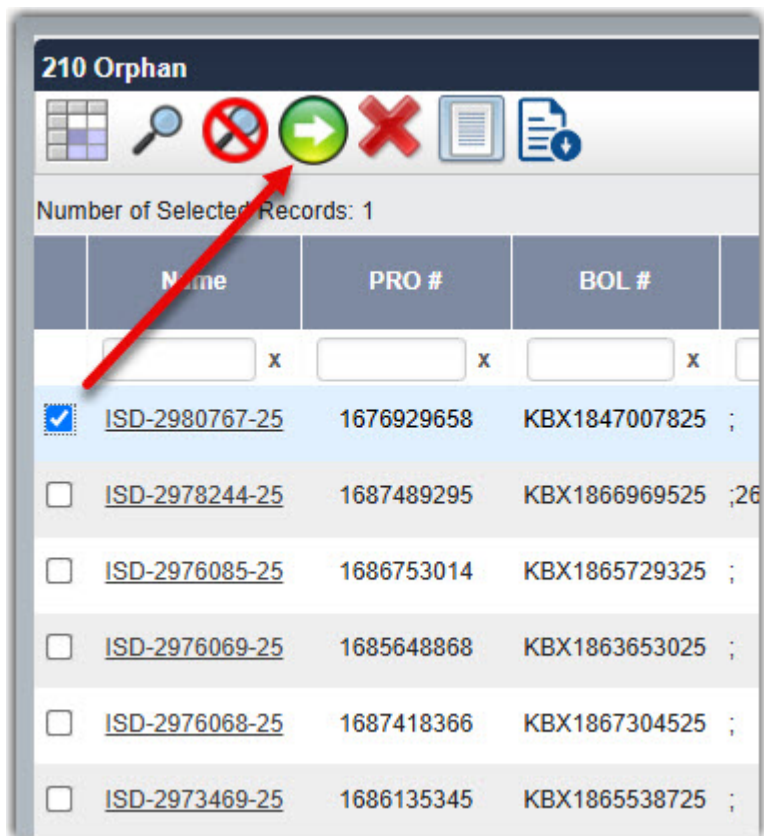 210 Orphan
Number of Selected Records: 1
Name PRO # BOL #
x x x
ISD-2980767-25 1676929658 KBX1847007825 ;
ISD-2978244-25 1687489295 KBX1866969525 ;26
ISD-2976085-25 1686753014 KBX1865729325 ;
ISD-2976069-25 1685648868 KBX1863653025 ;
ISD-2976068-25 1687418366 KBX1867304525 ;
ISD-2973469-25 1686135345 KBX1865538725 ;